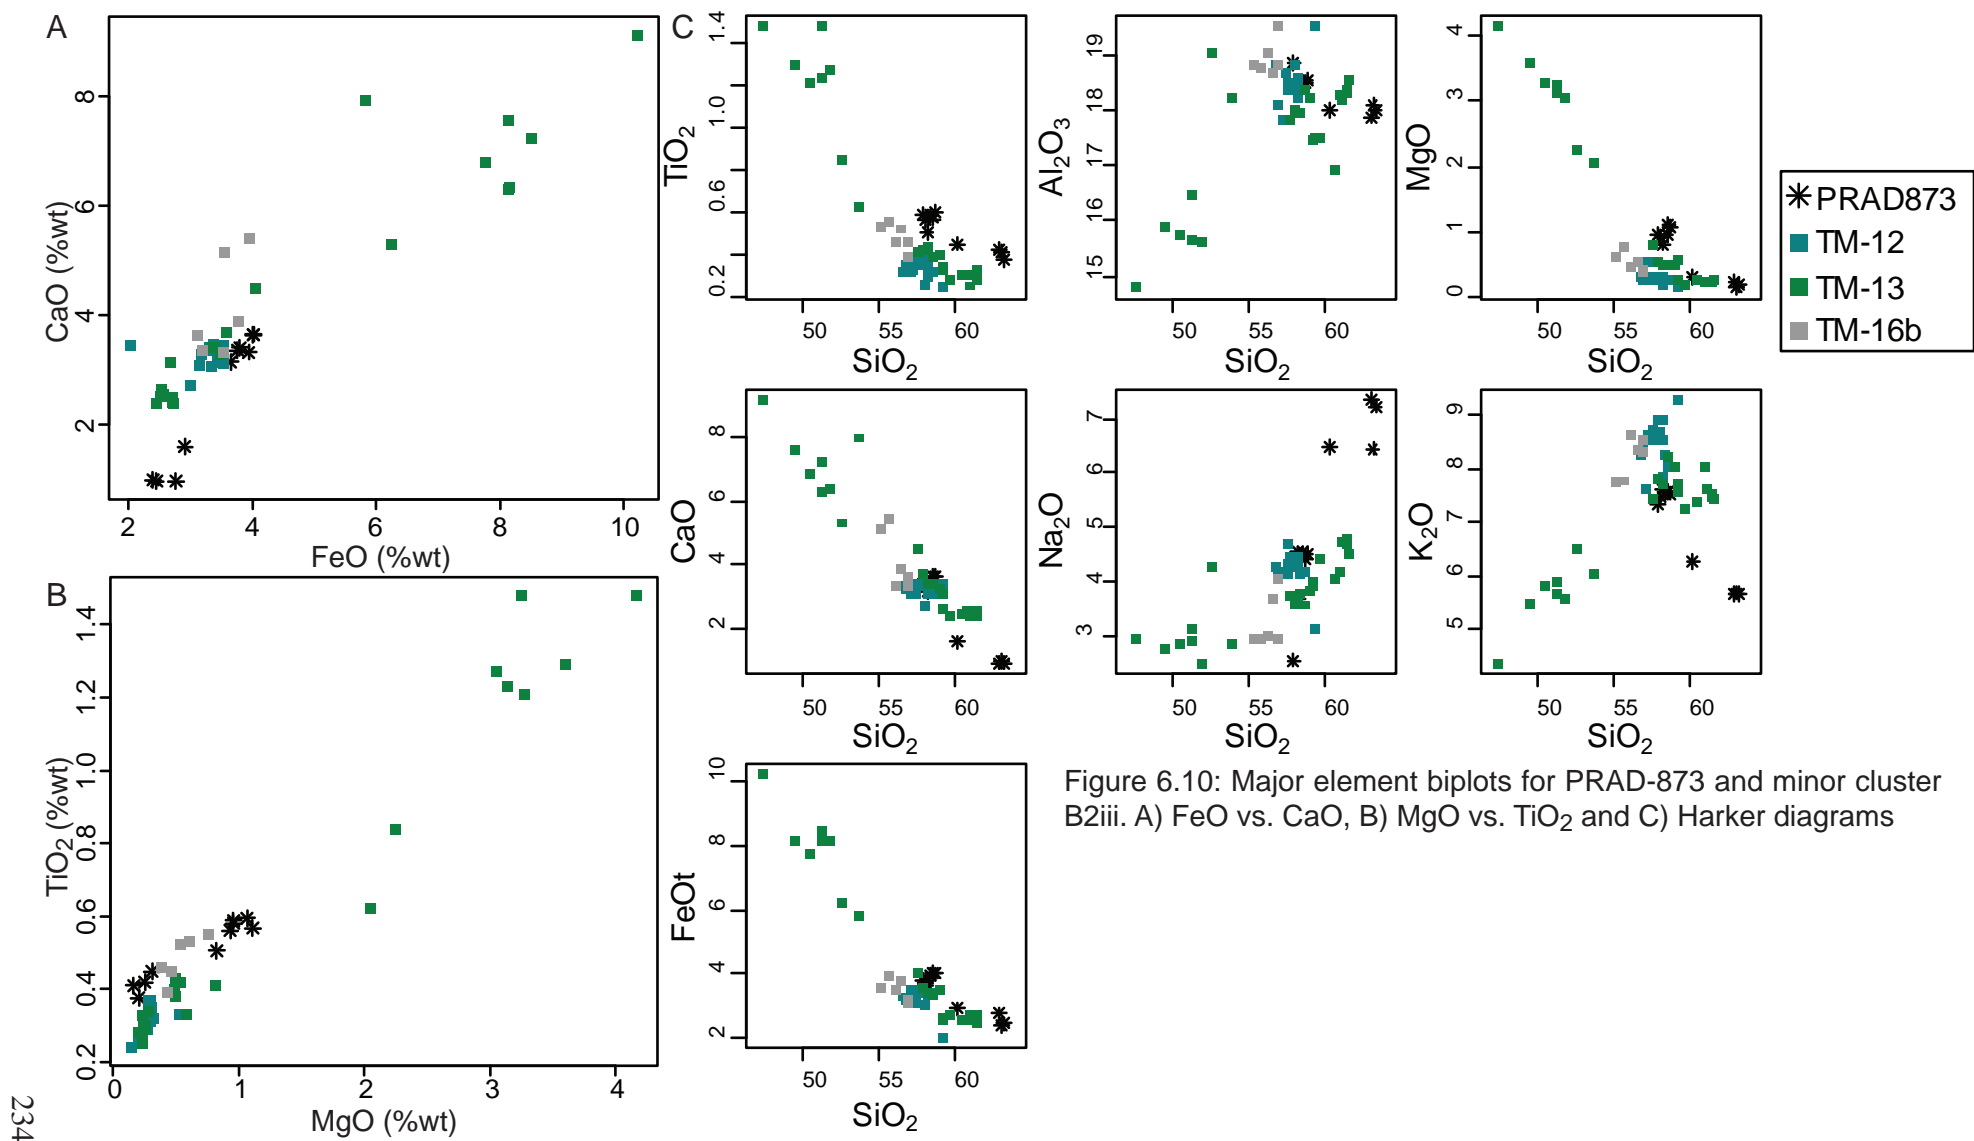 A
CaO (%wt)
8
6
4
2
2 4 6 8 10
FeO (%wt)
B
TiO2 (%wt)
1.4
1.2
1.0
0.8
0.6
0.4
0.2
0 1 2 3 4
MgO (%wt)
C
TiO2
1.4
1.0
0.6
0.2
50 55 60
SiO2
Al2O3
19
18
17
16
15
50 55 60
SiO2
MgO
4
3
2
1
0
50 55 60
SiO2
PRAD873
TM-12
TM-13
TM-16b
CaO
8
6
4
2
50 55 60
SiO2
Na2O
7
6
5
4
3
50 55 60
SiO2
K2O
9
8
7
6
5
50 55 60
SiO2
FeOt
10
8
6
4
2
50 55 60
SiO2
Figure 6.10: Major element biplots for PRAD-873 and minor cluster
B2iii. A) FeO vs. CaO, B) MgO vs. TiO2 and C) Harker diagrams
234